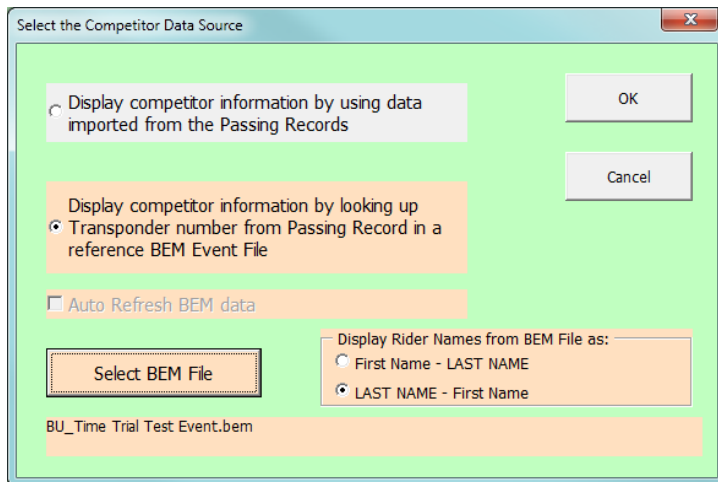 Select the Competitor Data Source
Display competitor information by using data
imported from the Passing Records
OK
Cancel
Display competitor information by looking up
Transponder number from Passing Record in a
reference BEM Event File
Auto Refresh BEM data
Select BEM File
Display Rider Names from BEM File as:
First Name - LAST NAME
LAST NAME - First Name
BU_Time Trial Test Event.bem